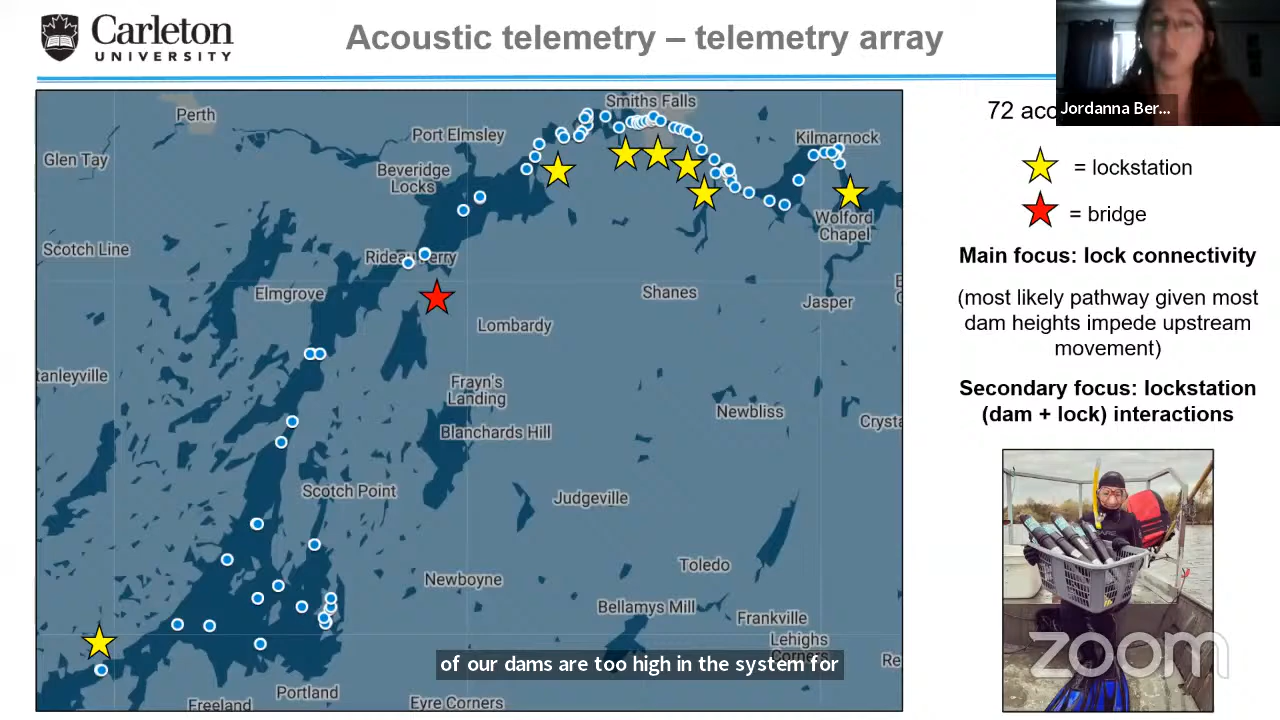 Carleton
UNIVERSITY
Acoustic telemetry – telemetry array
Jordanna Ber...
72 aco
= lockstation
= bridge
Main focus: lock connectivity
(most likely pathway given most
dam heights impede upstream
movement)
Secondary focus: lockstation
(dam + lock) interactions
Perth
Smiths Falls
Port Elmsley
Kilmarnock
Glen Tay
Beveridge
Locks
Wolford
Chapel
Scotch Line
Rideau Ferry
Elmgrove
Shanes
Jasper
Lombardy
tanleyville
Frayn's
Landing
Newbliss
Crysta
Blanchards Hill
Scotch Point
Judgeville
Newboyne
Toledo
Bellamys Mill
Frankville
Lehighs
Corners
Re
Portland
Freeland
Eyre Corners
of our dams are too high in the system for
zoom